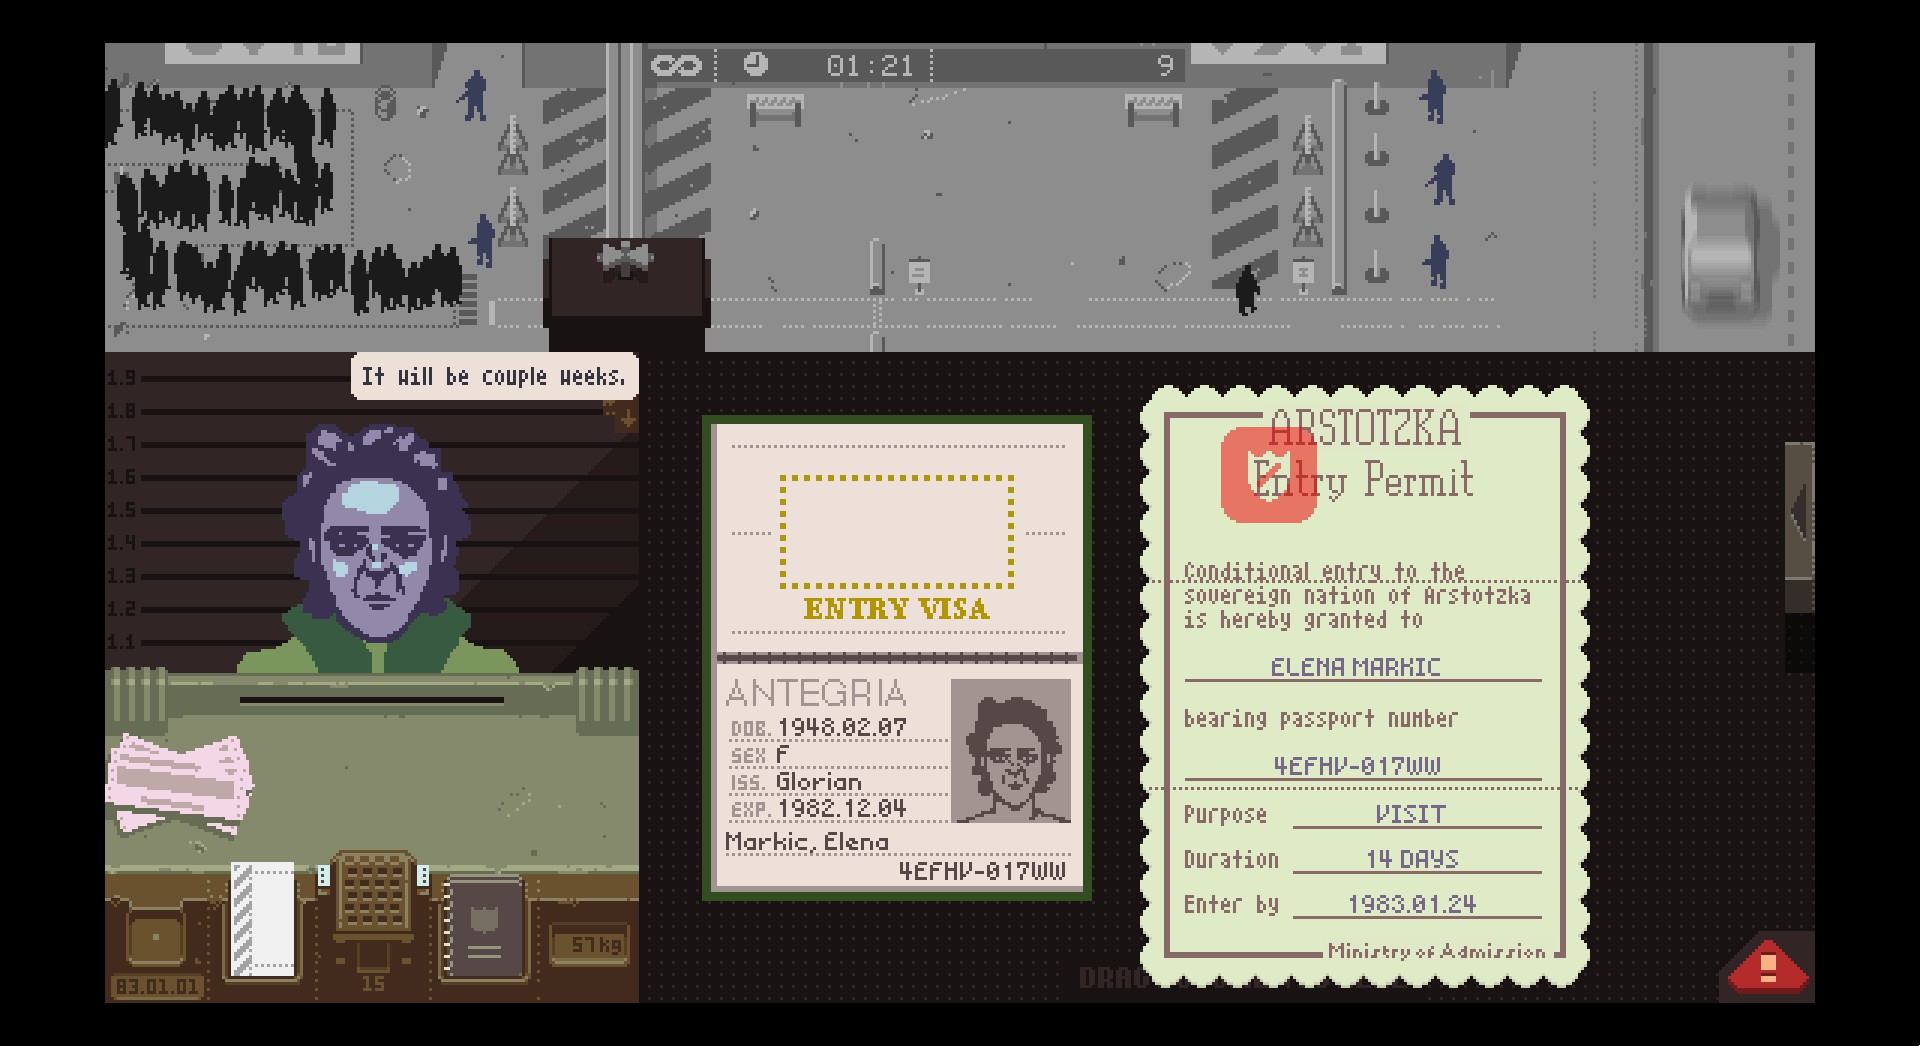 01:21
9
It will be couple weeks.
1.9
1.8
1.7
1.6
1.5
1.4
1.3
1.2
1.1
ENTRY VISA
ANTEGRIA
DOB. 1948.02.07
SEX F
ISS. Glorian
EXP. 1982.12.04
Markic, Elena
4EFHV-017WW
ARSTOTZKA
Entry Permit
Conditional entry to the
sovereign nation of Arstotzka
is hereby granted to
ELENA MARKIC
bearing passport number
4EFHV-017WW
Purpose VISIT
Duration 14 DAYS
Enter by 1983.01.24
Ministry of Admission
57kg
83.01.01
15